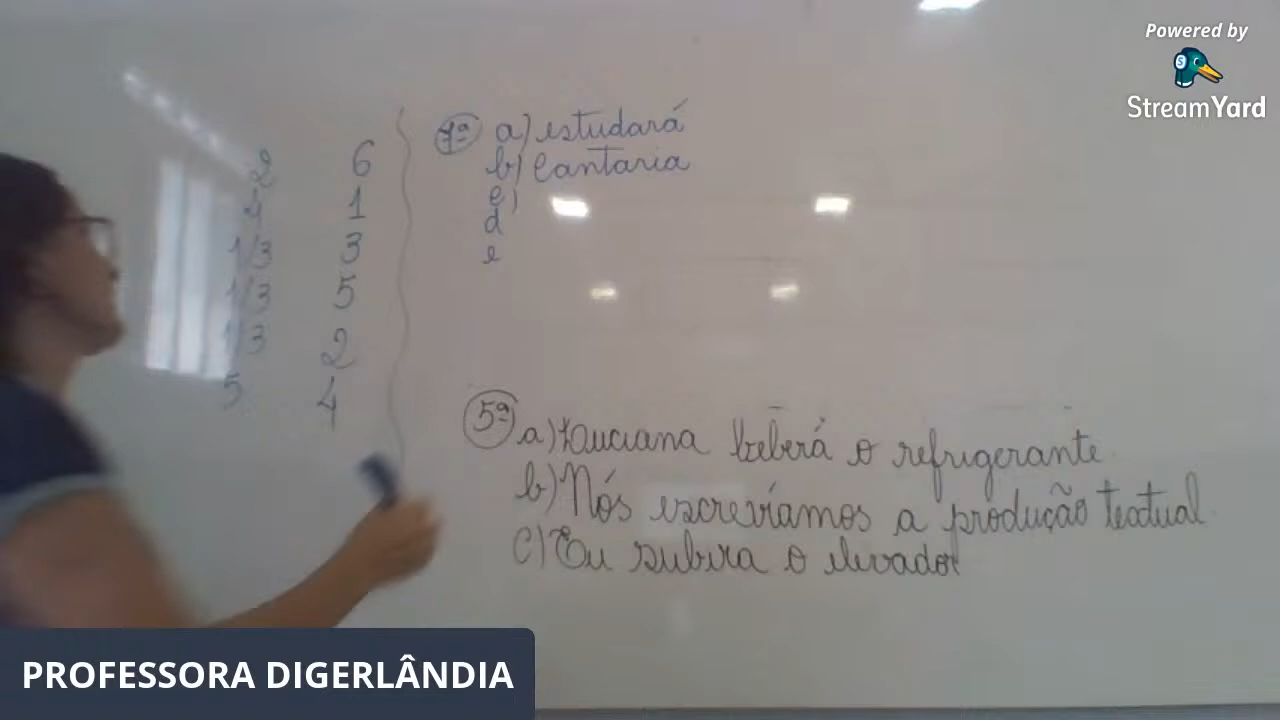 Powered by
StreamYard
2 6
4 1
1/3 3
1/3 5
1/3 2
5 4
1ª a) estudará
b) Cantaria
c)
d
e
5ª a) Luciana beberá o refrigerante
b) Nós escrevíamos a produção textual
c) Eu subira o elevador
PROFESSORA DIGERLÂNDIA